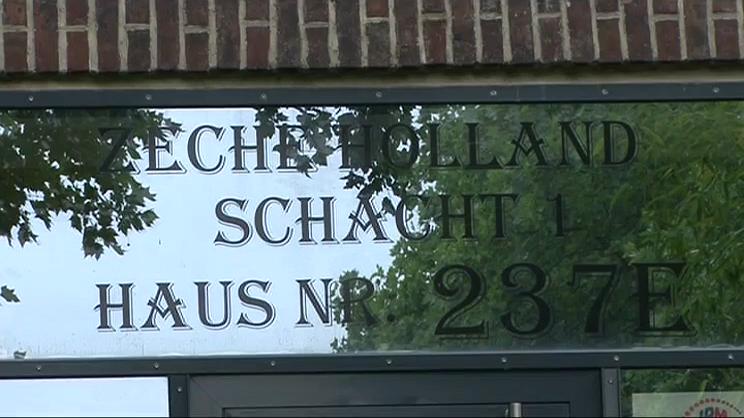 ZECHE HOLLAND
SCHACHT 1
HAUS NR. 237E